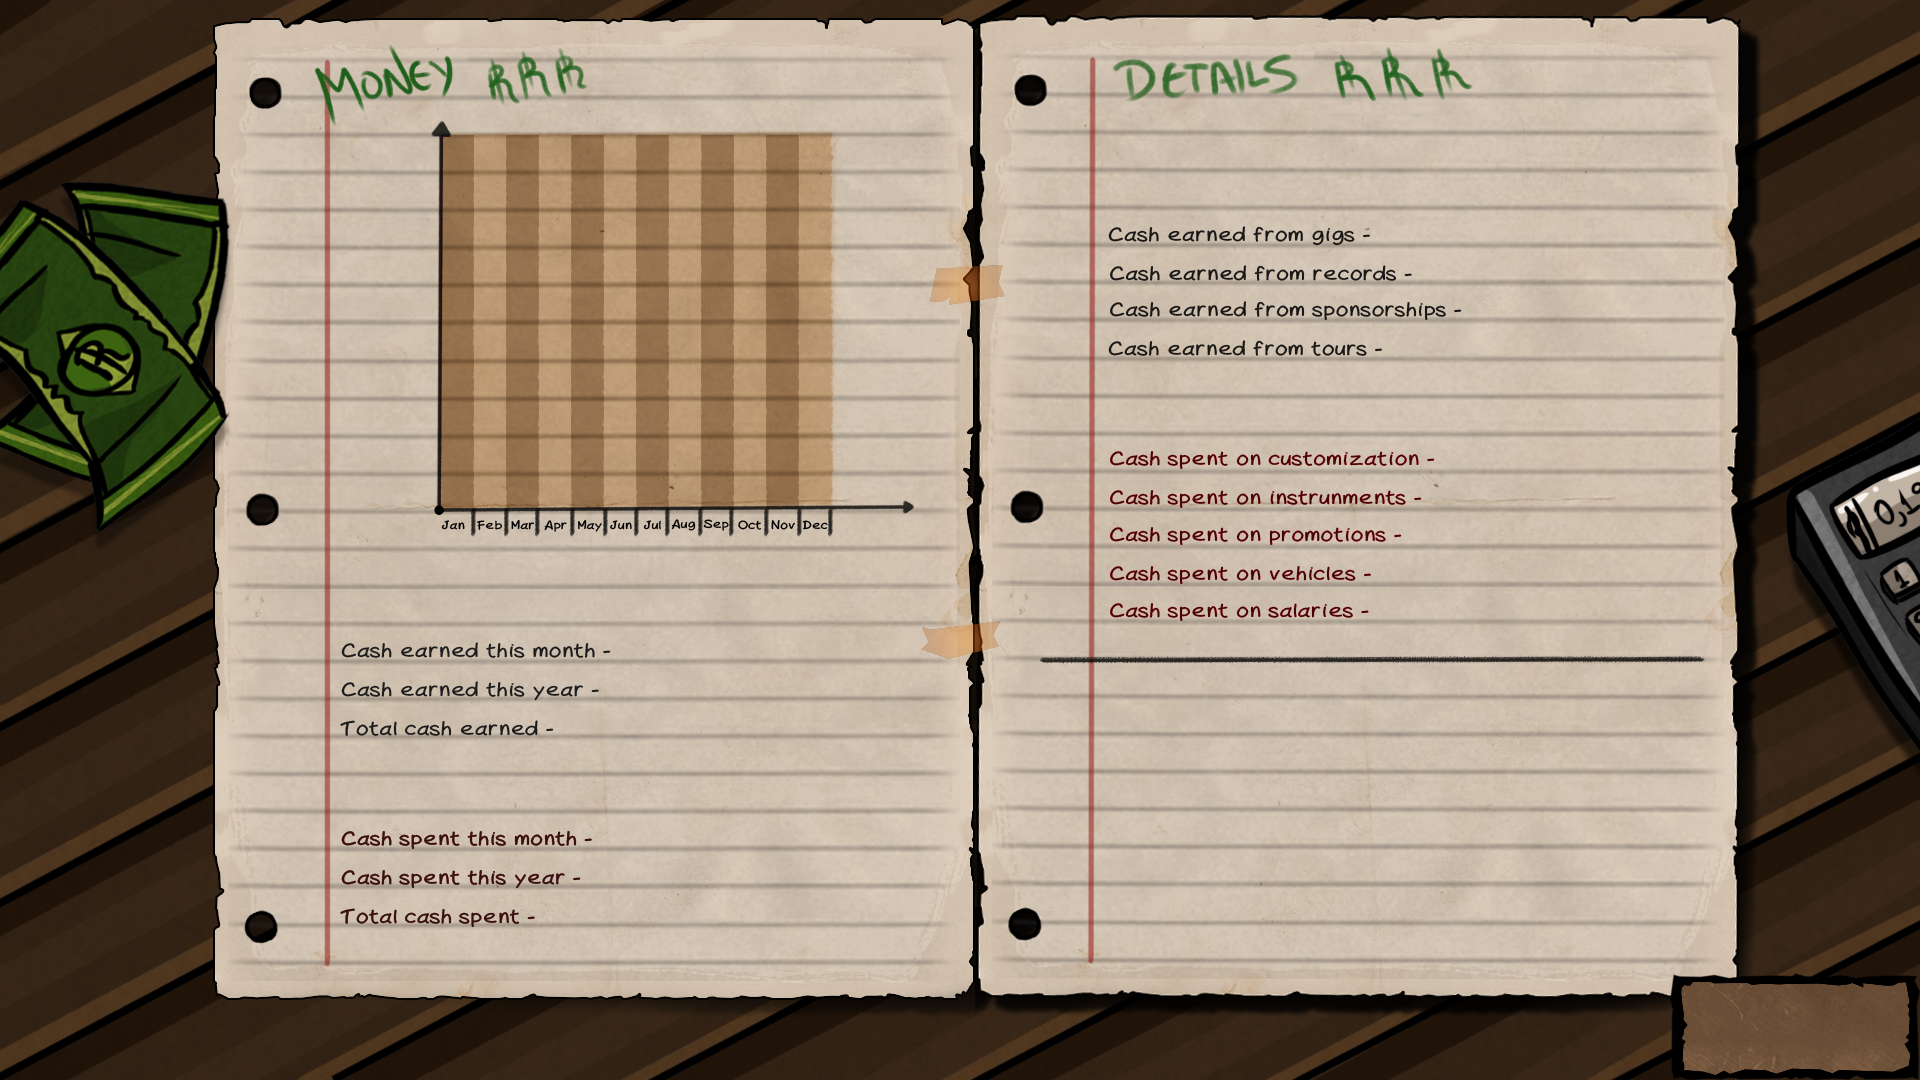 MONEY RRR
Jan Feb Mar Apr May Jun Jul Aug Sep Oct Nov Dec
Cash earned this month -
Cash earned this year -
Total cash earned -
Cash spent this month -
Cash spent this year -
Total cash spent -
DETAILS RRR
Cash earned from gigs -
Cash earned from records -
Cash earned from sponsorships -
Cash earned from tours -
Cash spent on customization -
Cash spent on instrunments -
Cash spent on promotions -
Cash spent on vehicles -
Cash spent on salaries -
R
1